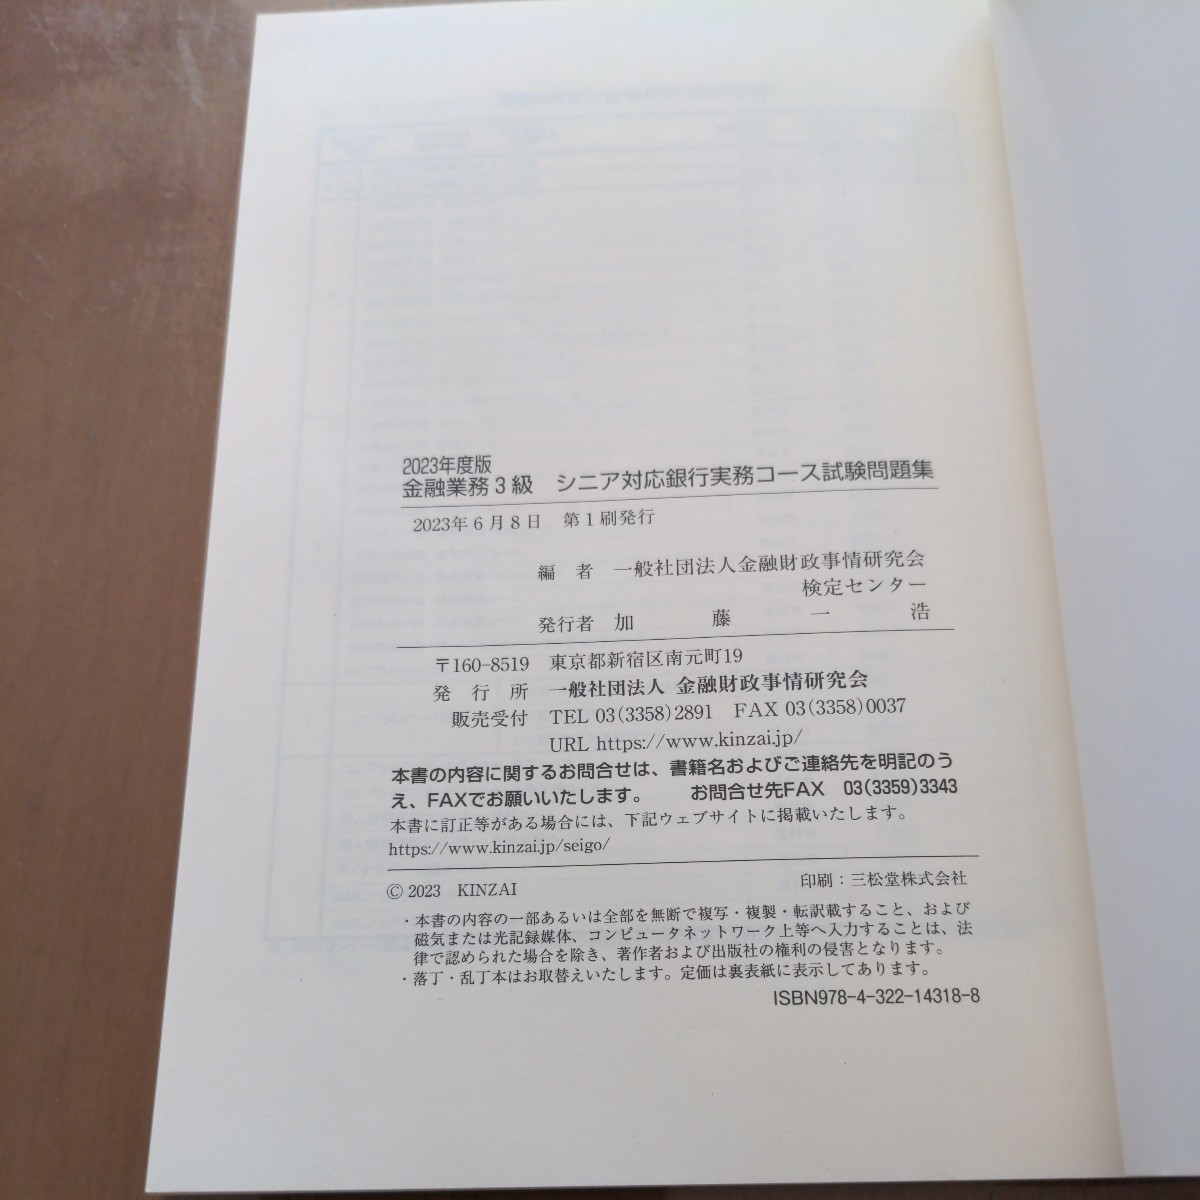 2023年度版
金融業務3級　シニア対応銀行実務コース試験問題集
2023年6月8日　第1刷発行
編　者　一般社団法人金融財政事情研究会
検定センター
発行者　加　藤　一　浩
〒160-8519　東京都新宿区南元町19
発　行　所　一般社団法人 金融財政事情研究会
販売受付　TEL 03(3358)2891　FAX 03(3358)0037
URL https://www.kinzai.jp/
本書の内容に関するお問合せは、書籍名およびご連絡先を明記のう
え、FAXでお願いいたします。　お問合せ先FAX　03(3359)3343
本書に訂正等がある場合には、下記ウェブサイトに掲載いたします。
https://www.kinzai.jp/seigo/
© 2023　KINZAI　印刷：三松堂株式会社
・本書の内容の一部あるいは全部を無断で複写・複製・転訳載すること、および
磁気または光記録媒体、コンピュータネットワーク上等へ入力することは、法
律で認められた場合を除き、著作者および出版社の権利の侵害となります。
・落丁・乱丁本はお取替えいたします。定価は裏表紙に表示してあります。
ISBN978-4-322-14318-8